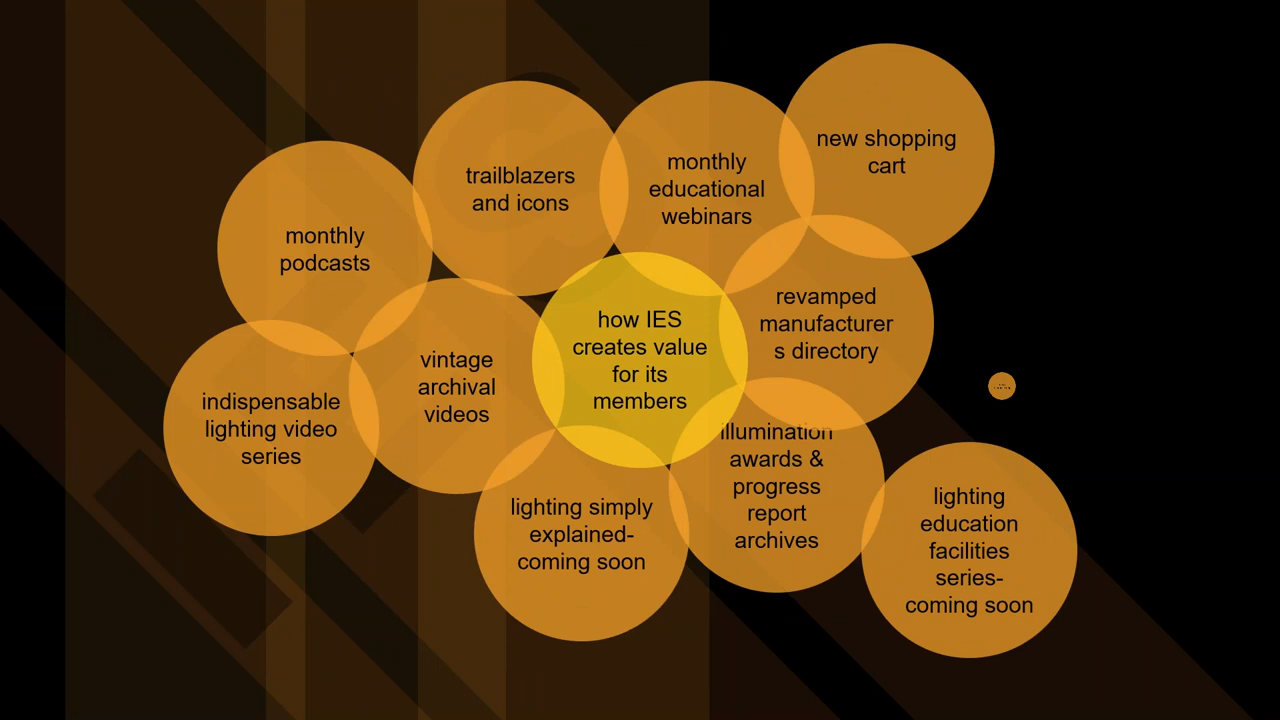 new shopping
cart
trailblazers
and icons
monthly
educational
webinars
monthly
podcasts
revamped
manufacturer
s directory
how IES
creates value
for its
members
vintage
archival
videos
indispensable
lighting video
series
illumination
awards &
progress
report
archives
lighting simply
explained-
coming soon
lighting
education
facilities
series-
coming soon